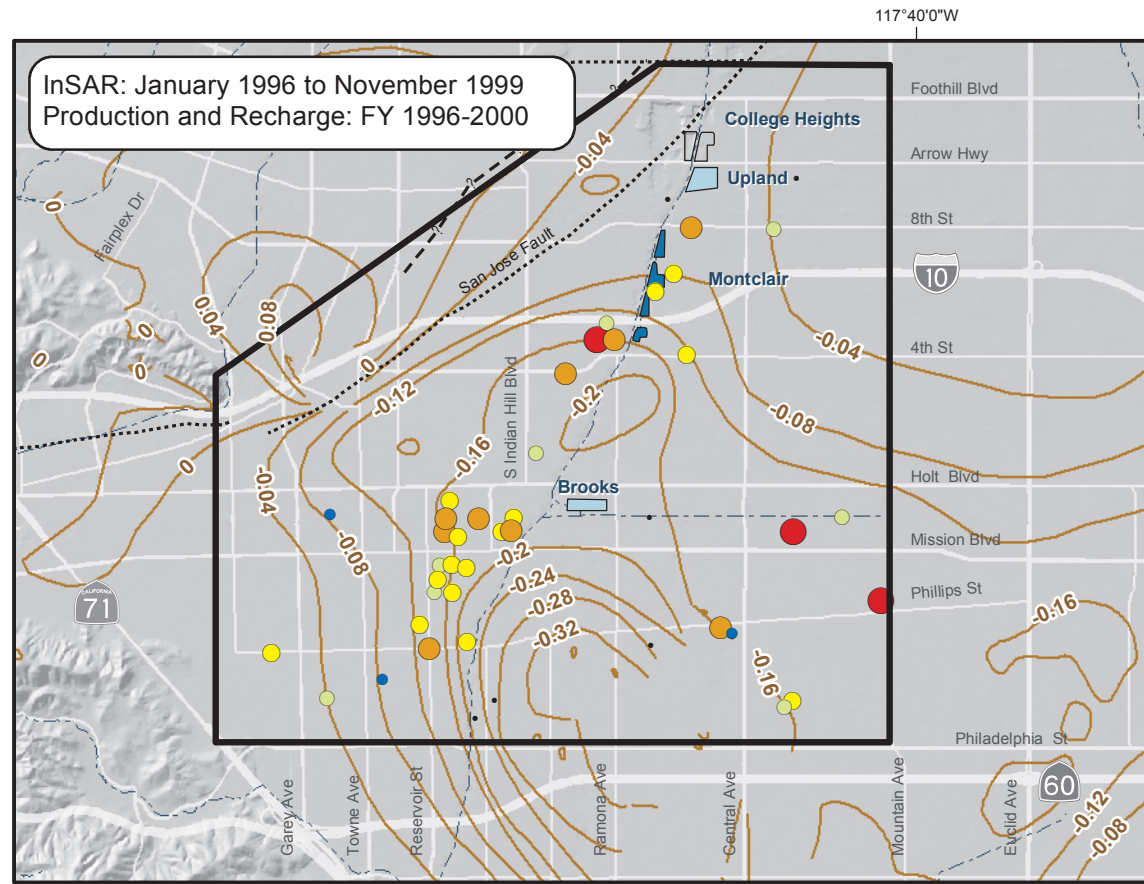 117°40'0"W
InSAR: January 1996 to November 1999
Production and Recharge: FY 1996-2000
Foothill Blvd
College Heights
-0.04
Arrow Hwy
?
Upland
?
0
Fairplex Dr
8th St
?
San Jose Fault
10
Montclair
0.04
0.08
0
-0.04
4th St
0
0
0
-0.12
-0.2
-0.08
S Indian Hill Blvd
-0.16
0
-0.04
Holt Blvd
Brooks
Mission Blvd
-0.08
-0.2
-0.24
Phillips St
CALIFORNIA
71
-0.28
-0.16
-0.32
-0.16
Philadelphia St
60
Garey Ave
Towne Ave
Reservoir St
Ramona Ave
Central Ave
Mountain Ave
Euclid Ave
-0.12
-0.08